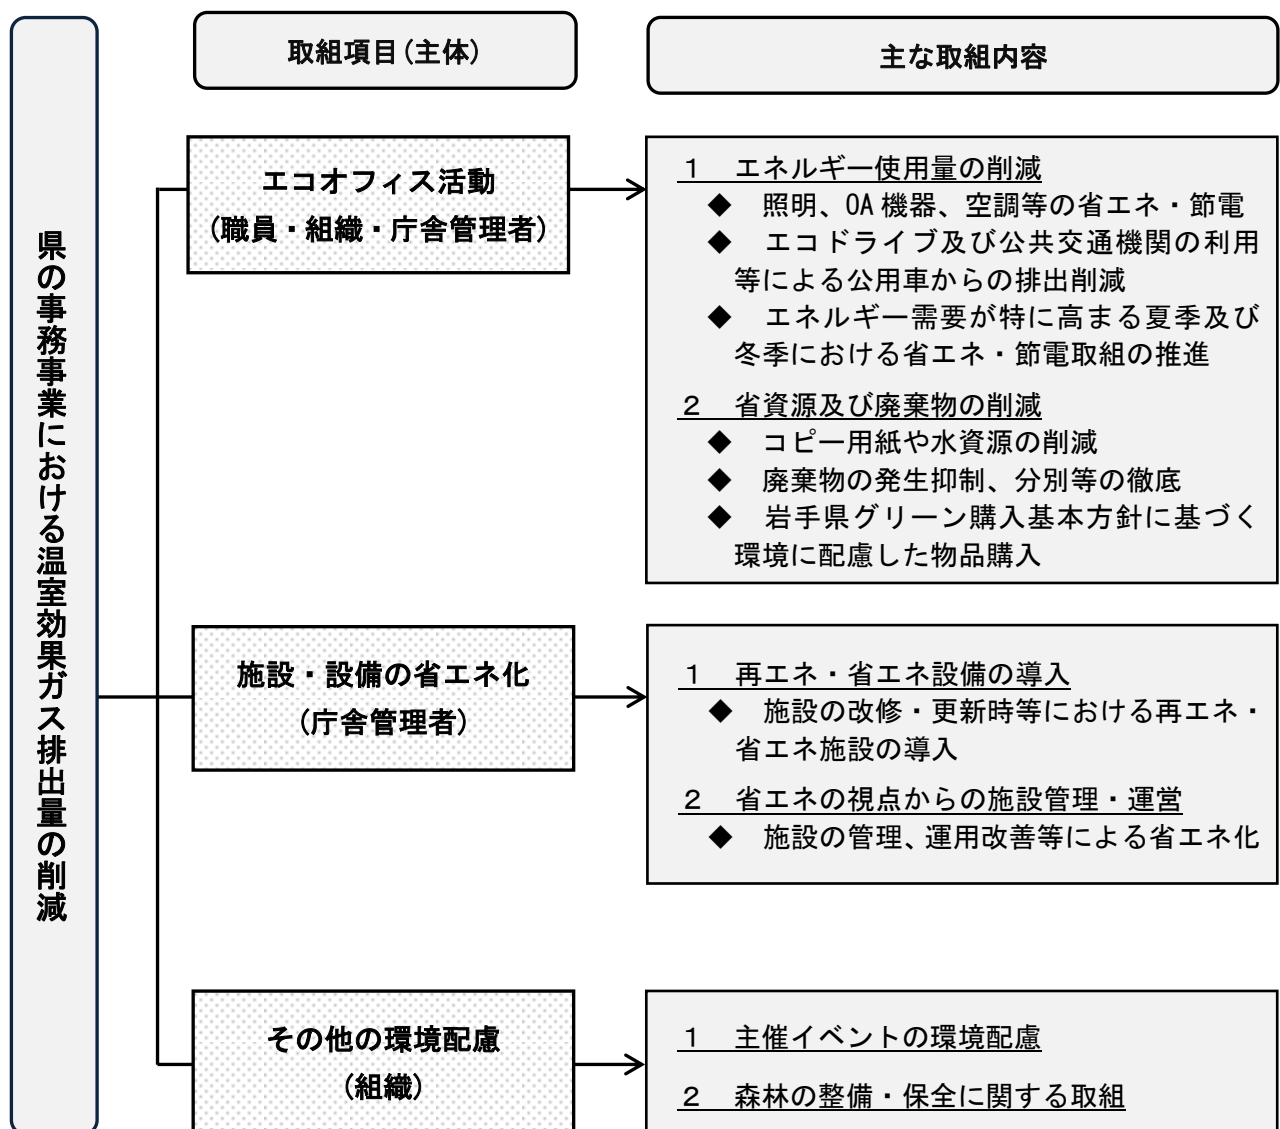 取組項目(主体)
主な取組内容
県の事務事業における温室効果ガス排出量の削減
エコオフィス活動
(職員・組織・庁舎管理者)
1 エネルギー使用量の削減
◆ 照明、OA機器、空調等の省エネ・節電
◆ エコドライブ及び公共交通機関の利用
等による公用車からの排出削減
◆ エネルギー需要が特に高まる夏季及び
冬季における省エネ・節電取組の推進
2 省資源及び廃棄物の削減
◆ コピー用紙や水資源の削減
◆ 廃棄物の発生抑制、分別等の徹底
◆ 岩手県グリーン購入基本方針に基づく
環境に配慮した物品購入
施設・設備の省エネ化
(庁舎管理者)
1 再エネ・省エネ設備の導入
◆ 施設の改修・更新時等における再エネ・
省エネ施設の導入
2 省エネの視点からの施設管理・運営
◆ 施設の管理、運用改善等による省エネ化
その他の環境配慮
(組織)
1 主催イベントの環境配慮
2 森林の整備・保全に関する取組